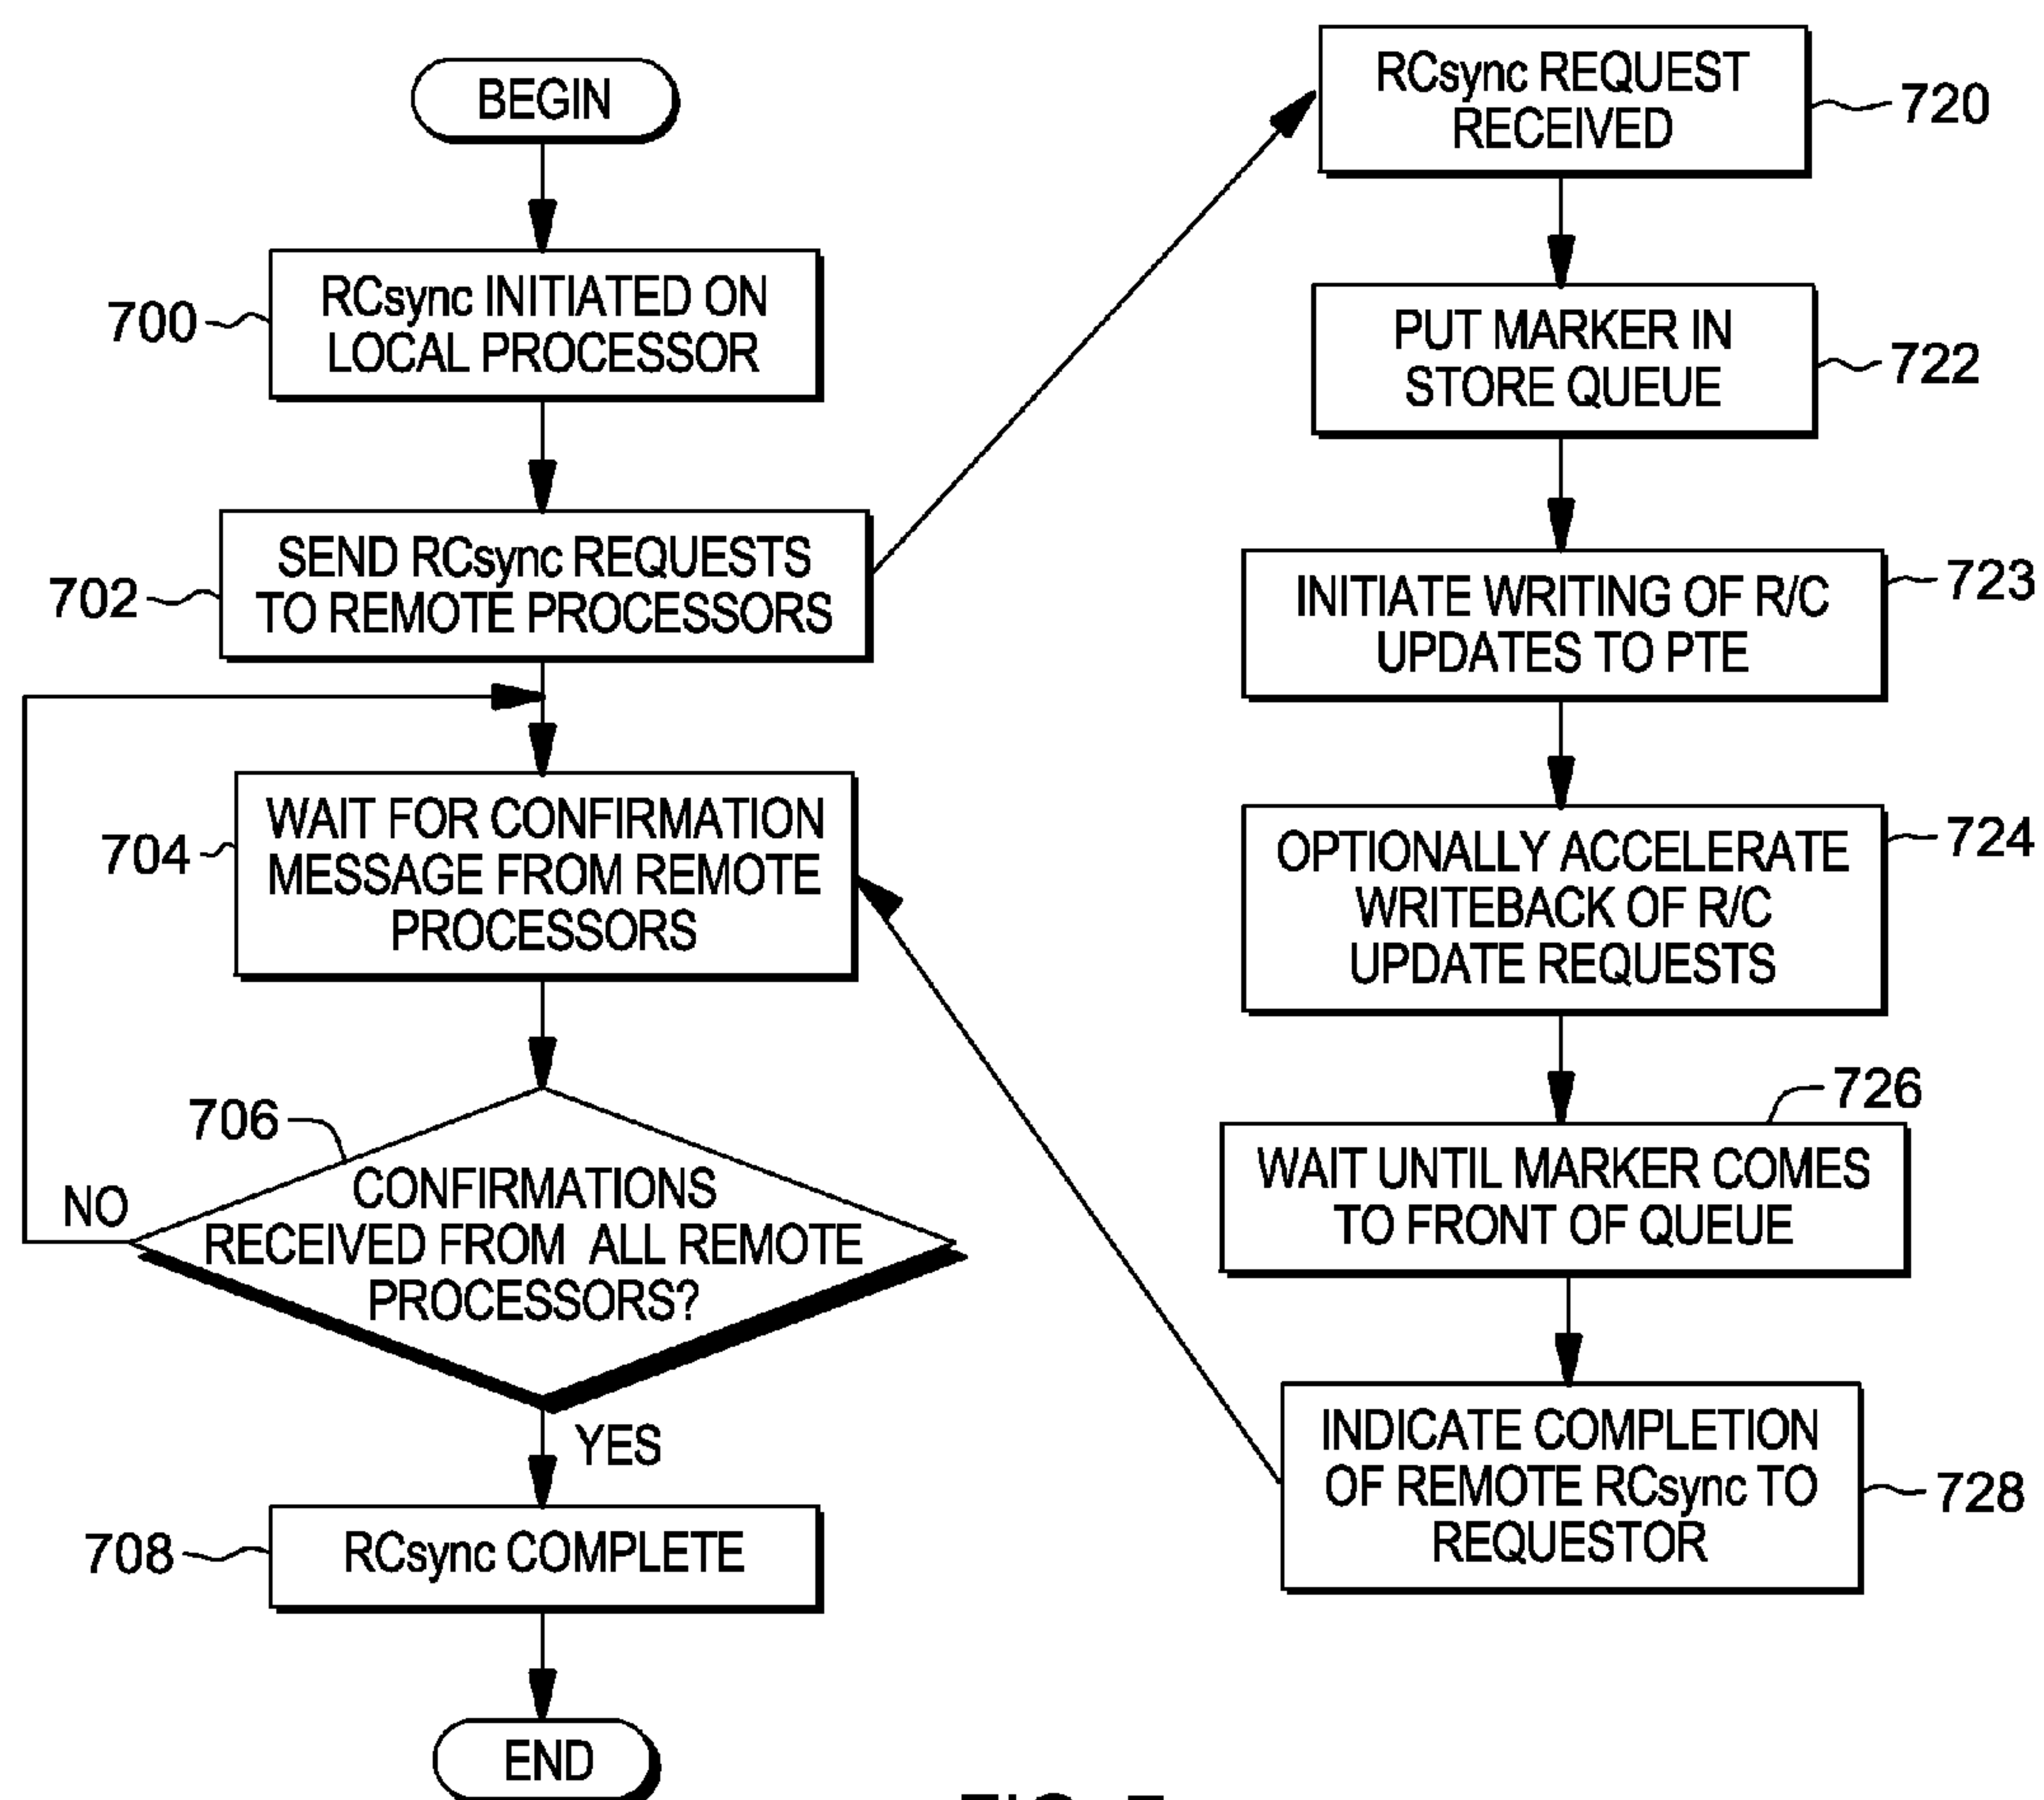 BEGIN
700
RCsync INITIATED ON
LOCAL PROCESSOR
702
SEND RCsync REQUESTS
TO REMOTE PROCESSORS
704
WAIT FOR CONFIRMATION
MESSAGE FROM REMOTE
PROCESSORS
706
CONFIRMATIONS
RECEIVED FROM ALL REMOTE
PROCESSORS?
NO
YES
708
RCsync COMPLETE
END
RCsync REQUEST
RECEIVED
720
PUT MARKER IN
STORE QUEUE
722
INITIATE WRITING OF R/C
UPDATES TO PTE
723
OPTIONALLY ACCELERATE
WRITEBACK OF R/C
UPDATE REQUESTS
724
726
WAIT UNTIL MARKER COMES
TO FRONT OF QUEUE
INDICATE COMPLETION
OF REMOTE RCsync TO
REQUESTOR
728